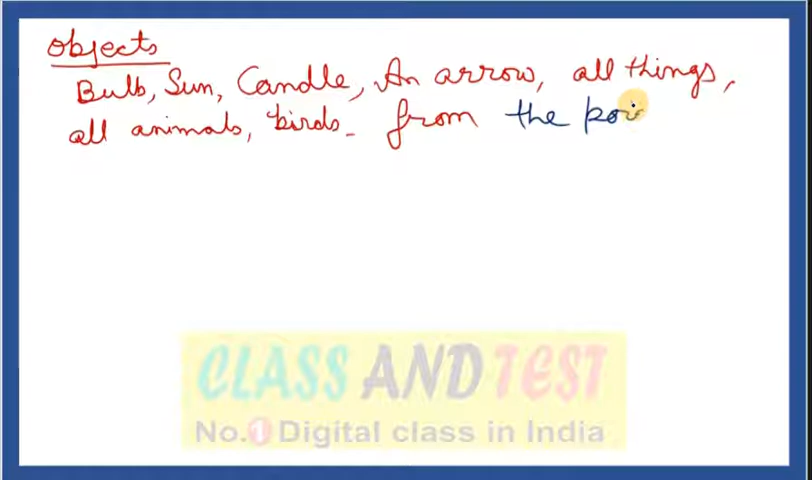 Objects
Bulb, Sun, Candle, An arrow, all things,
all animals, birds - from the poi
CLASS AND TEST
No.1 Digital class in India